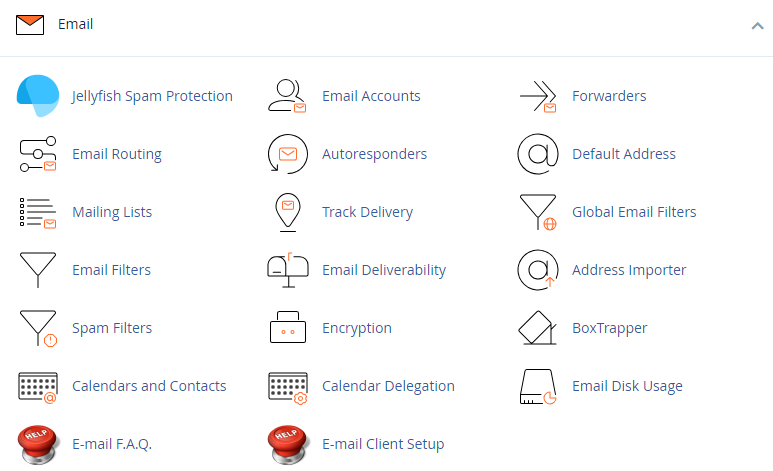 Email
Jellyfish Spam Protection
Email Accounts
Forwarders
Email Routing
Autoresponders
Default Address
Mailing Lists
Track Delivery
Global Email Filters
Email Filters
Email Deliverability
Address Importer
Spam Filters
Encryption
BoxTrapper
Calendars and Contacts
Calendar Delegation
Email Disk Usage
HELP
E-mail F.A.Q.
HELP
E-mail Client Setup